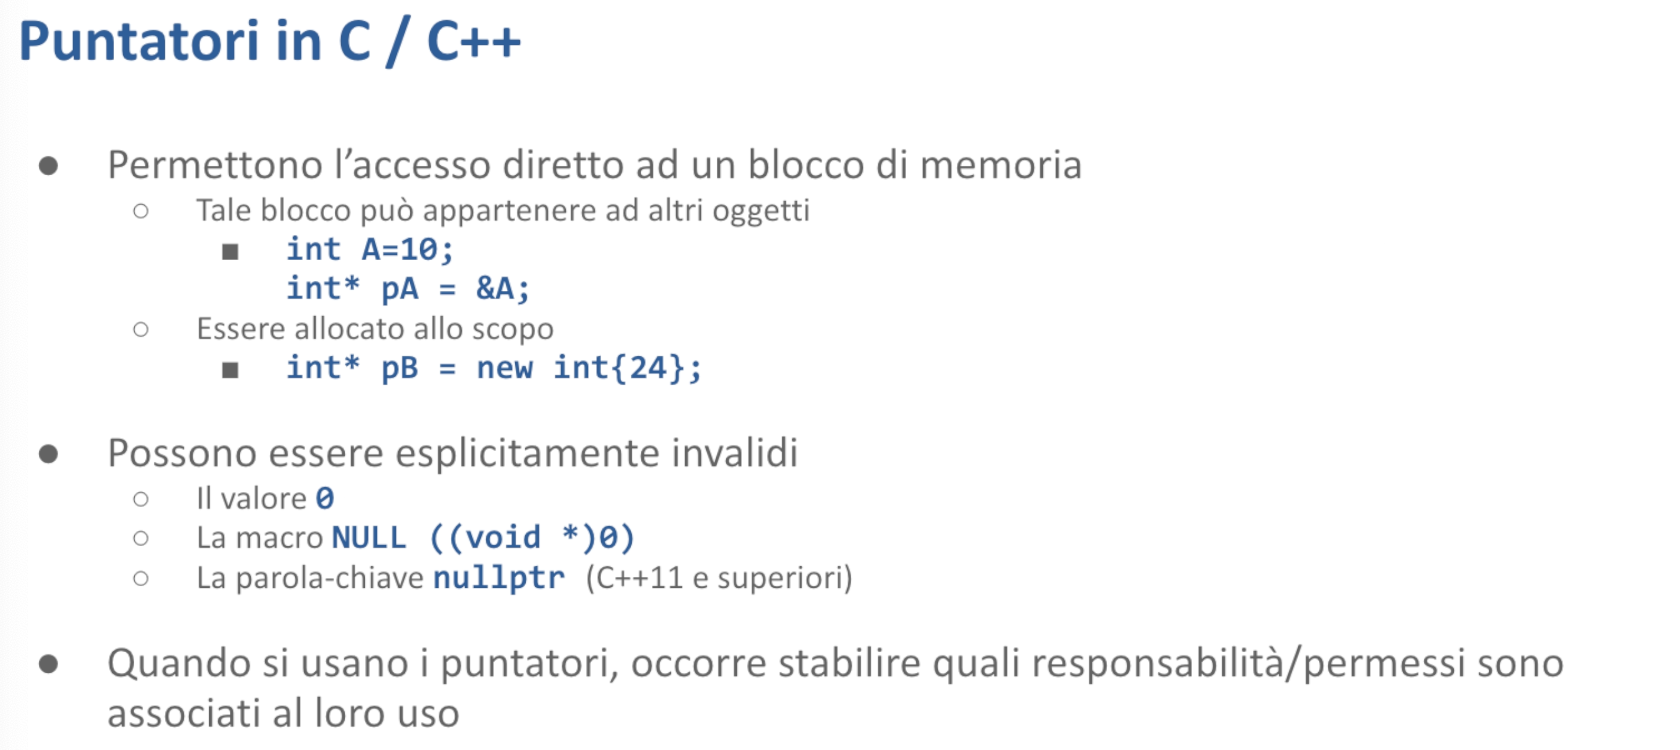 Puntatori in C / C++
● Permettono l’accesso diretto ad un blocco di memoria
○ Tale blocco può appartenere ad altri oggetti
■ int A=10;
int* pA = &A;
○ Essere allocato allo scopo
■ int* pB = new int{24};
● Possono essere esplicitamente invalidi
○ Il valore 0
○ La macro NULL ((void *)0)
○ La parola-chiave nullptr (C++11 e superiori)
● Quando si usano i puntatori, occorre stabilire quali responsabilità/permessi sono
associati al loro uso